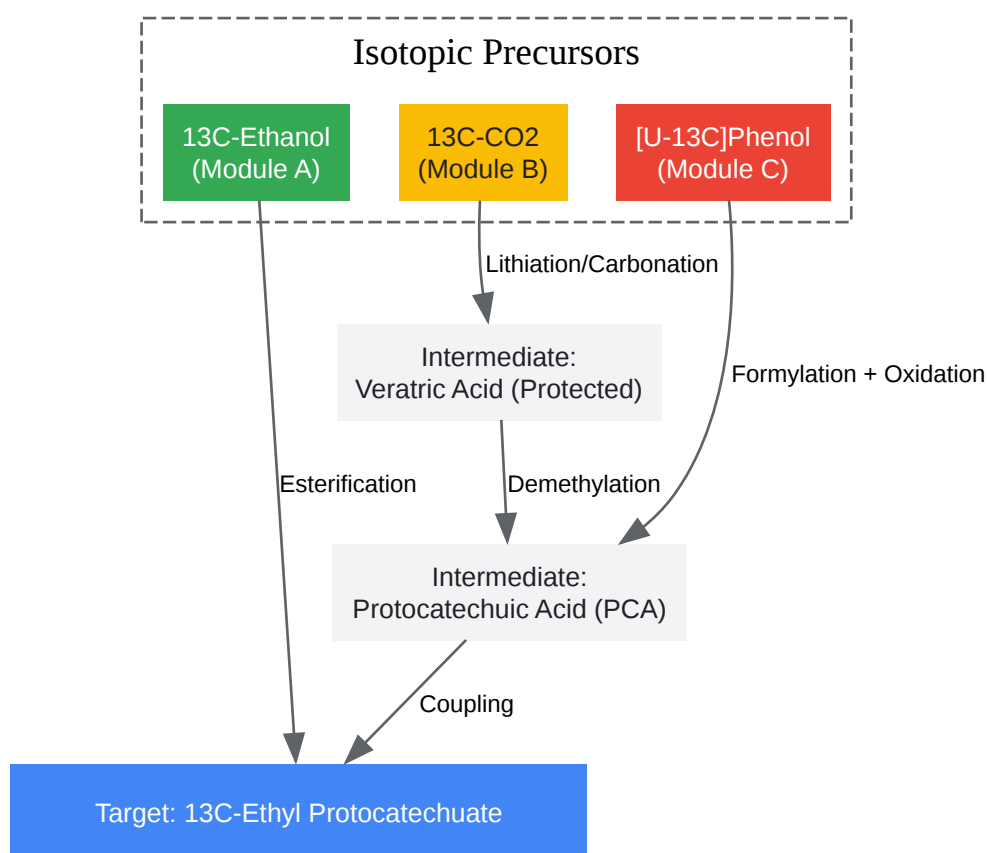 Isotopic Precursors
13C-Ethanol
(Module A)
13C-CO2
(Module B)
[U-13C]Phenol
(Module C)
Lithiation/Carbonation
Intermediate:
Veratric Acid (Protected)
Formylation + Oxidation
Esterification
Demethylation
Intermediate:
Protocatechuic Acid (PCA)
Coupling
Target: 13C-Ethyl Protocatechuate